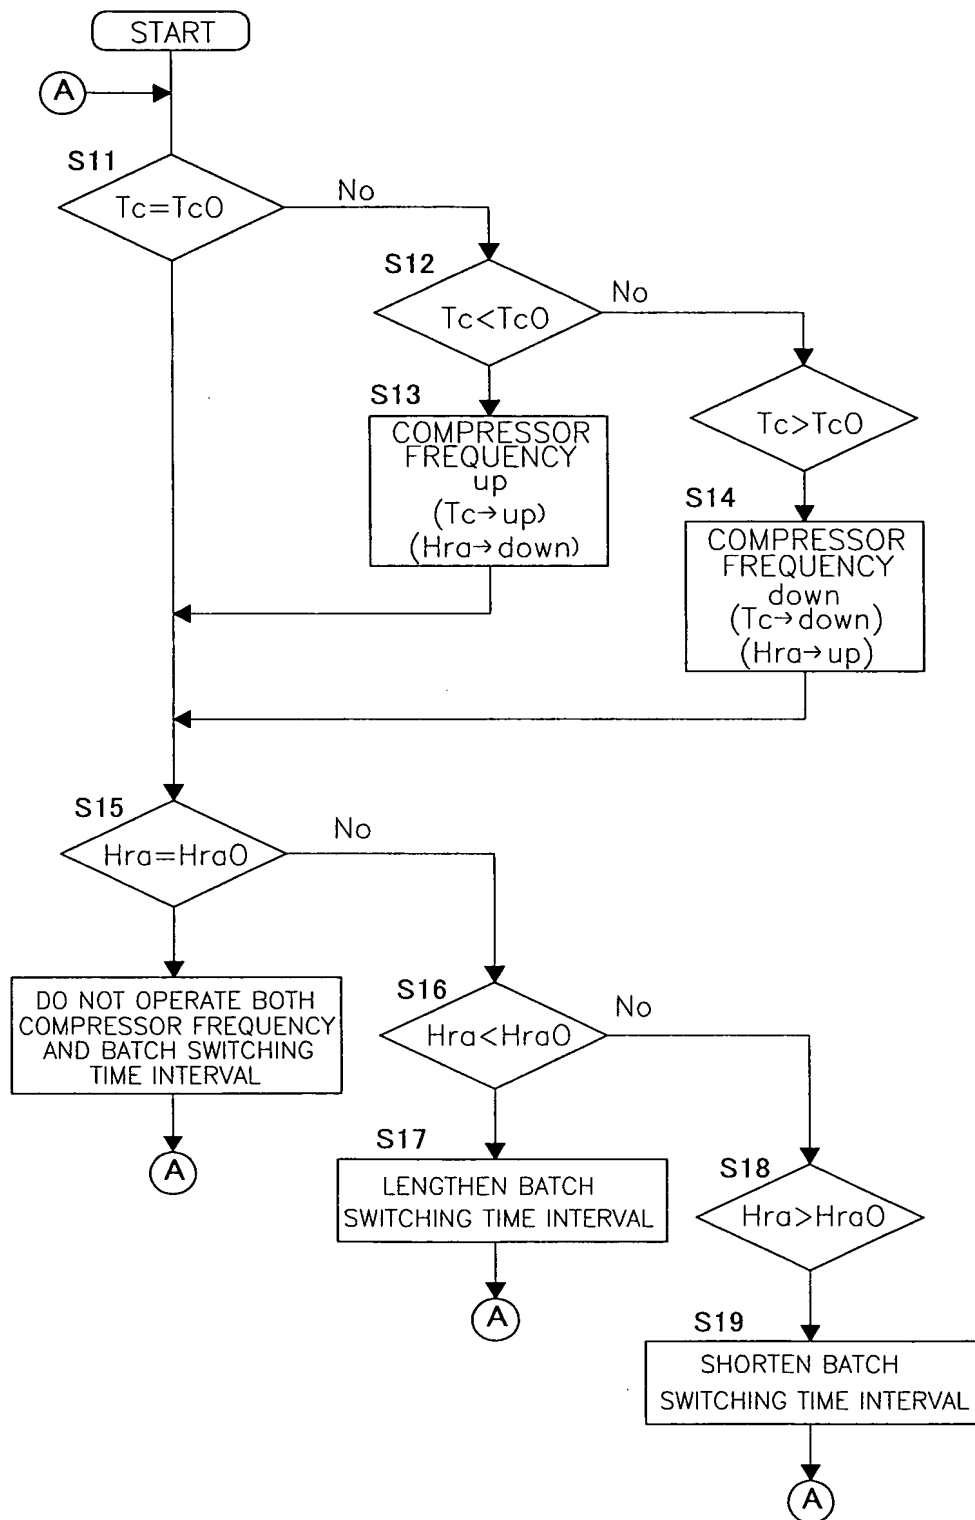 START
A
S11
Tc=Tc0
No
S12
Tc<Tc0
No
S13
COMPRESSOR
FREQUENCY
up
(Tc→up)
(Hra→down)
Tc>Tc0
S14
COMPRESSOR
FREQUENCY
down
(Tc→down)
(Hra→up)
S15
Hra=Hra0
No
DO NOT OPERATE BOTH
COMPRESSOR FREQUENCY
AND BATCH SWITCHING
TIME INTERVAL
A
S16
Hra<Hra0
No
S17
LENGTHEN BATCH
SWITCHING TIME INTERVAL
A
S18
Hra>Hra0
S19
SHORTEN BATCH
SWITCHING TIME INTERVAL
A